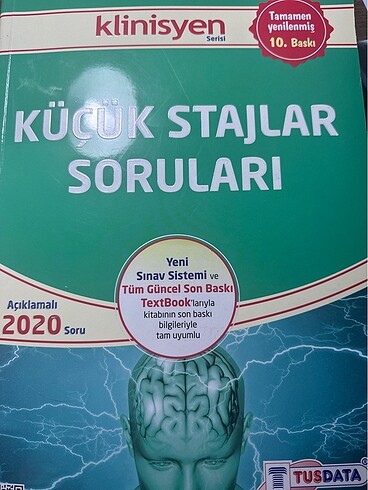 klinisyen
Serisi
Tamamen
yenilenmiş
10. Baskı
KÜÇÜK STAJLAR
SORULARI
Yeni
Sınav Sistemi ve
Tüm Güncel Son Baskı
TextBook'larıyla
kitabının son baskı
bilgileriyle
tam uyumlu
Açıklamalı
2020 Soru
TUSDATA